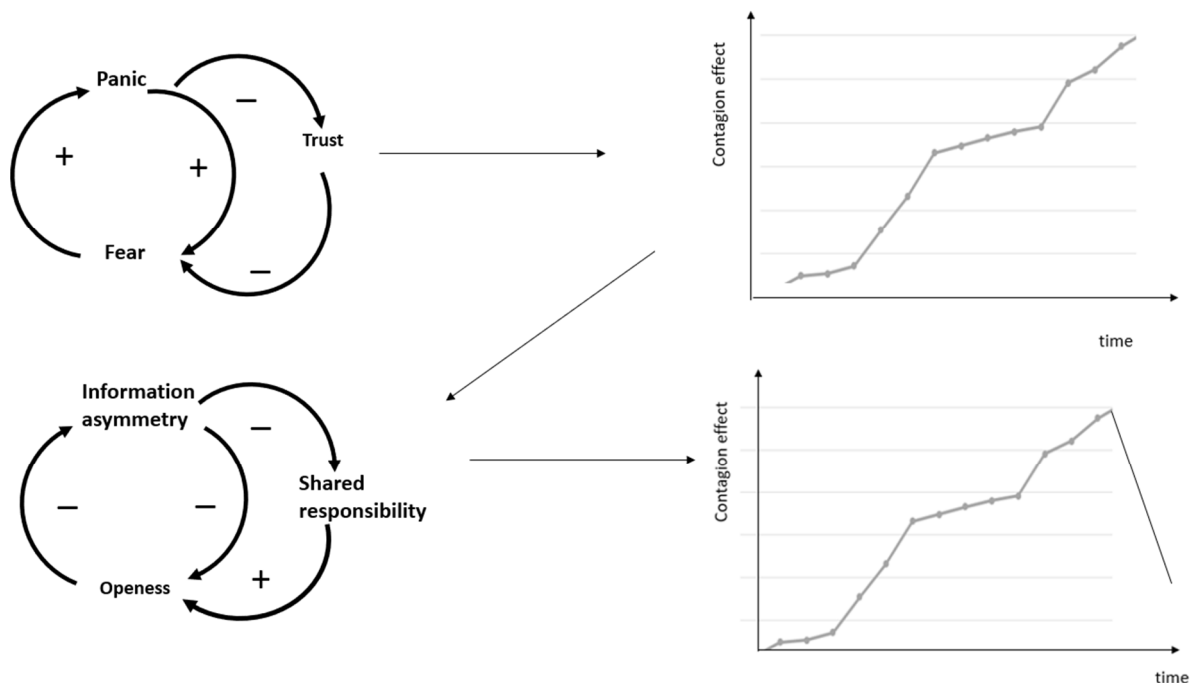 Panic
−
Trust
+
+
Fear
−
Contagion effect
time
Information
asymmetry
−
Shared
responsibility
−
−
Openess
+
Contagion effect
time